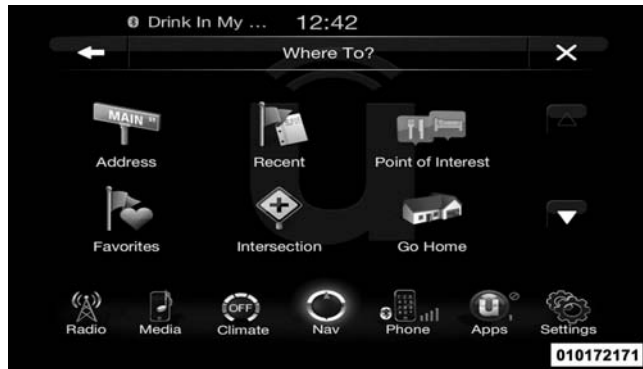 Drink In My ... 12:42
Where To?
MAIN ST
Address Recent Point of Interest
Favorites Intersection Go Home
OFF
Radio Media Climate Nav Phone Apps Settings
010172171